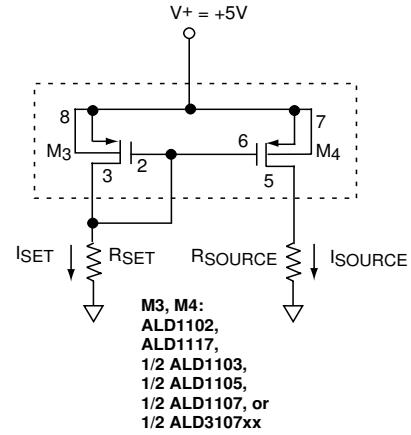 V+ = +5V
8
7
M3
2
6
M4
3
5
ISET
RSET
RSOURCE
ISOURCE
M3, M4:
ALD1102,
ALD1117,
1/2 ALD1103,
1/2 ALD1105,
1/2 ALD1107, or
1/2 ALD3107xx